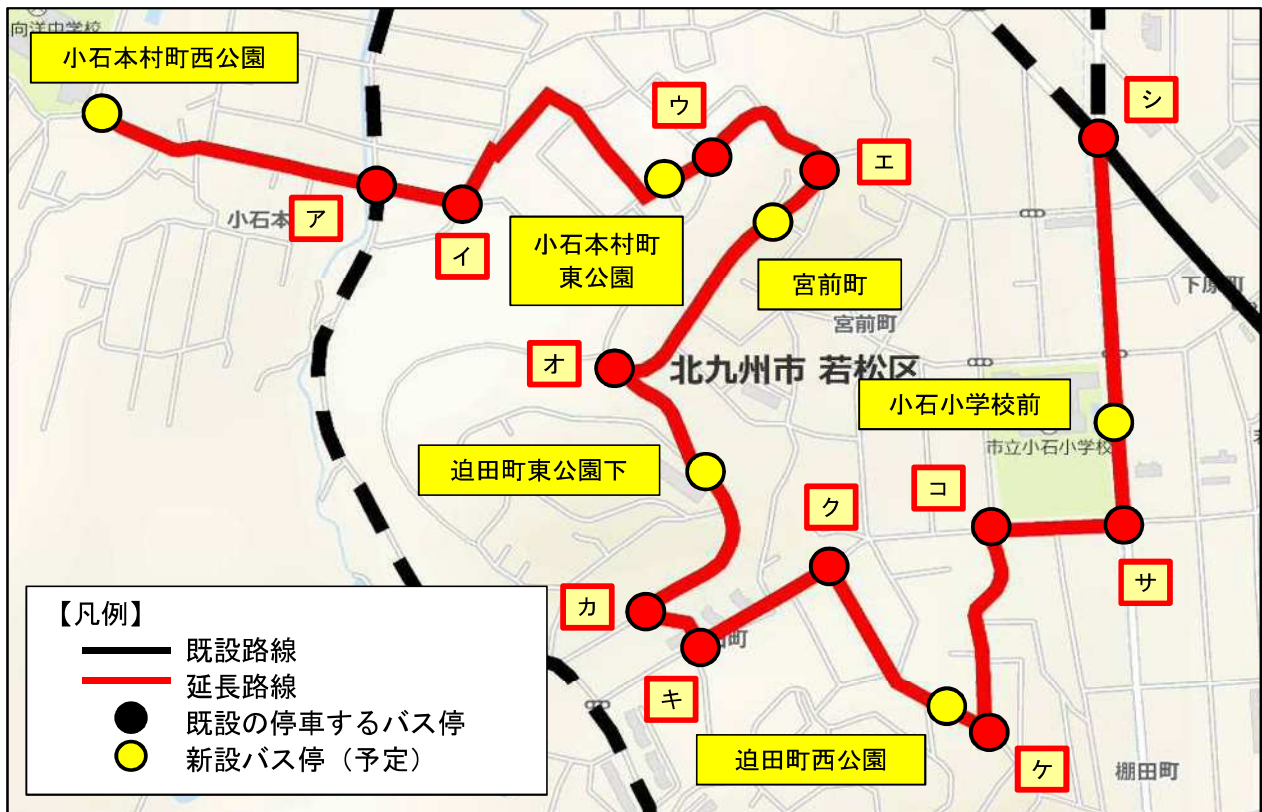 向洋中学校
小石本村町西公園
ウ
シ
エ
ア
小石本
イ
小石本村町
東公園
宮前町
下原町
宮前町
オ
北九州市 若松区
小石小学校前
市立小石小学校
迫田町東公園下
ク
コ
サ
カ
町
キ
迫田町西公園
ケ
棚田町
【凡例】
既設路線
延長路線
既設の停車するバス停
新設バス停（予定）